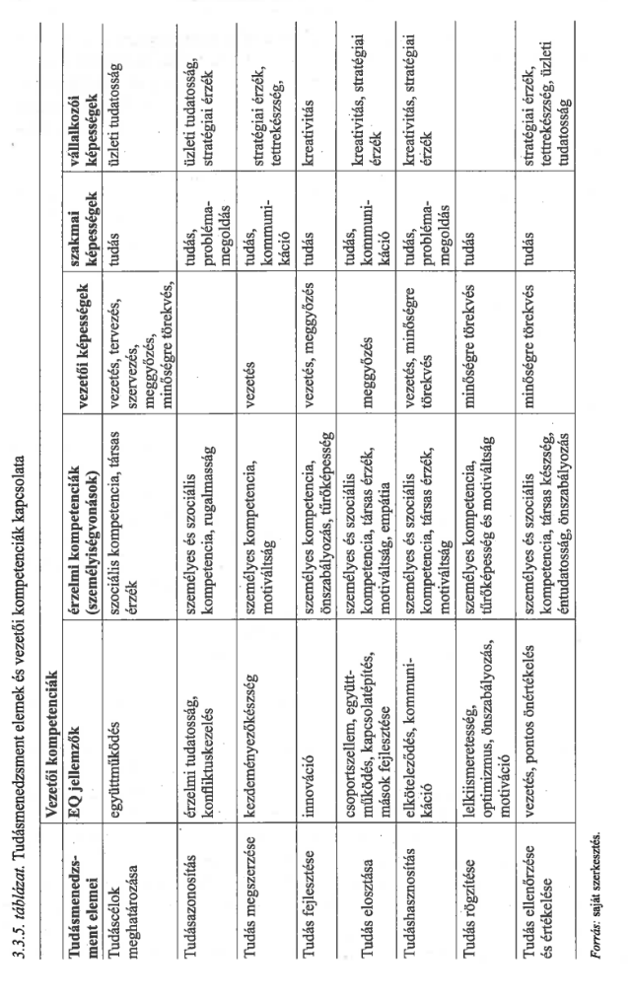 3.3.5. táblázat. Tudásmenedzsment elemek és vezetői kompetenciák kapcsolata
Vezetői kompetenciák
Tudásmenedzs-
ment elemei
EQ jellemzők
érzelmi kompetenciák
(személyiségvonások)
vezetői képességek
szakmai
képességek
vállalkozói
képességek
Tudáscélok
meghatározása
együttműködés
szociális kompetencia, társas
érzék
vezetés, tervezés,
szervezés,
meggyőzés,
minőségre törekvés,
tudás
üzleti tudatosság
Tudásazonosítás
érzelmi tudatosság,
konfliktuskezelés
személyes és szociális
kompetencia, rugalmasság
tudás,
probléma-
megoldás
üzleti tudatosság,
stratégiai érzék
Tudás megszerzése
kezdeményezőkészség
személyes kompetencia,
motiváltság
vezetés
tudás,
kommuni-
káció
stratégiai érzék,
tettrekészség,
Tudás fejlesztése
innováció
személyes kompetencia,
önszabályozás, tűrőképesség
vezetés, meggyőzés
tudás
kreativitás
Tudás elosztása
csoportszellem, együtt-
működés, kapcsolatépítés,
mások fejlesztése
személyes és szociális
kompetencia, társas érzék,
motiváltság, empátia
meggyőzés
tudás,
kommuni-
káció
kreativitás, stratégiai
érzék
Tudáshasznosítás
elköteleződés, kommuni-
káció
személyes és szociális
kompetencia, társas érzék,
motiváltság
vezetés, minőségre
törekvés
tudás,
probléma-
megoldás
kreativitás, stratégiai
érzék
Tudás rögzítése
lelkiismeretesség,
optimizmus, önszabályozás,
motiváció
személyes kompetencia,
tűrőképesség és motiváltság
minőségre törekvés
tudás
Tudás ellenőrzése
és értékelése
vezetés, pontos önértékelés
személyes és szociális
kompetencia, társas készség,
éntudatosság, önszabályozás
minőségre törekvés
tudás
stratégiai érzék,
tettrekészség, üzleti
tudatosság
Forrás: saját szerkesztés.